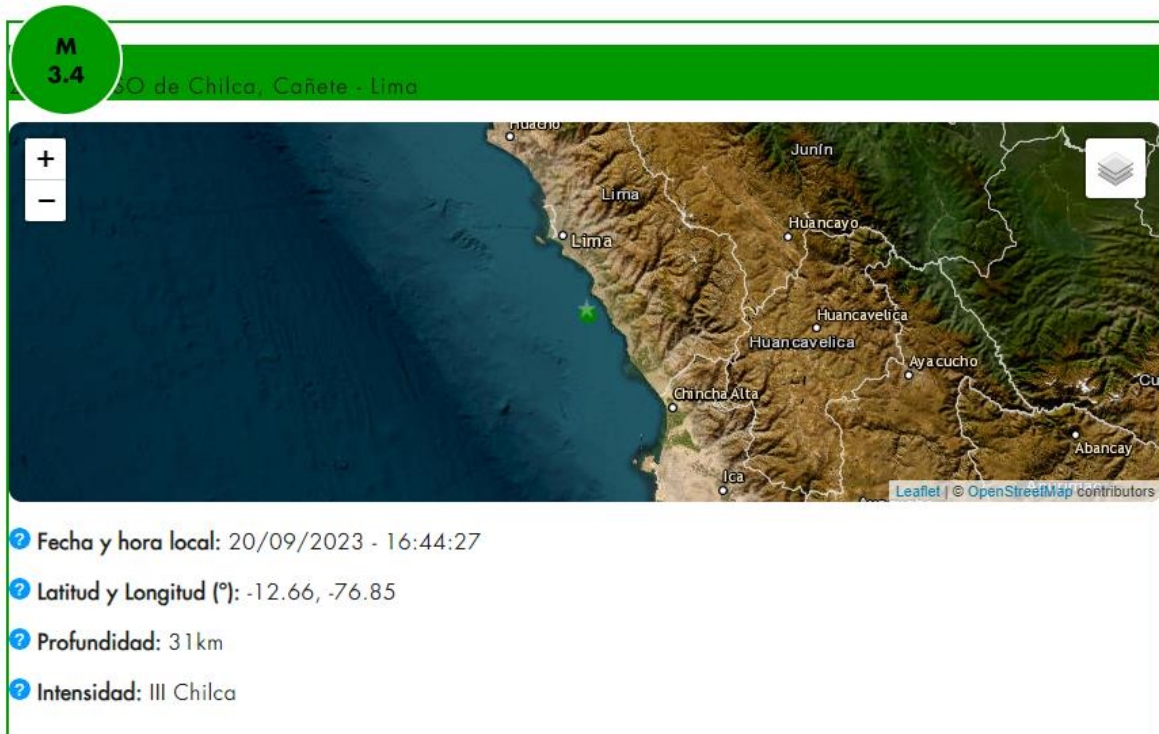 M
3.4
SO de Chilca, Cañete - Lima
+
−
Huacho
Junín
Lima
Huancayo
Lima
Huancavelica
Huancavelica
Ayacucho
Chincha Alta
Abancay
Ica
Leaflet | © OpenStreetMap contributors
Fecha y hora local: 20/09/2023 - 16:44:27
Latitud y Longitud (°): -12.66, -76.85
Profundidad: 31km
Intensidad: III Chilca